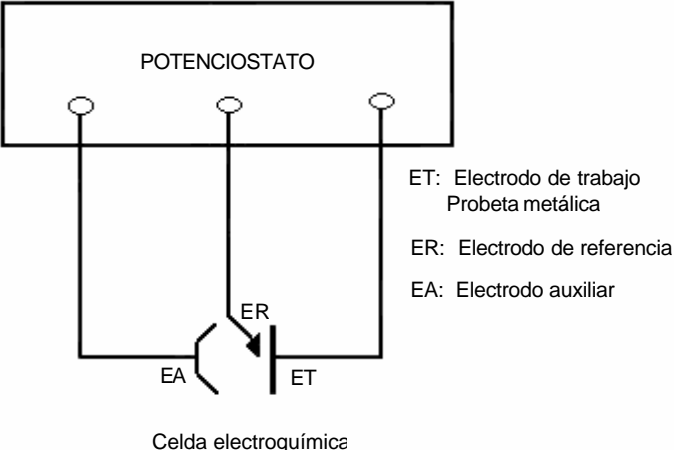 POTENCIOSTATO
ET: Electrodo de trabajo
Probeta metálica
ER: Electrodo de referencia
EA: Electrodo auxiliar
ER
EA
ET
Celda electroquímica